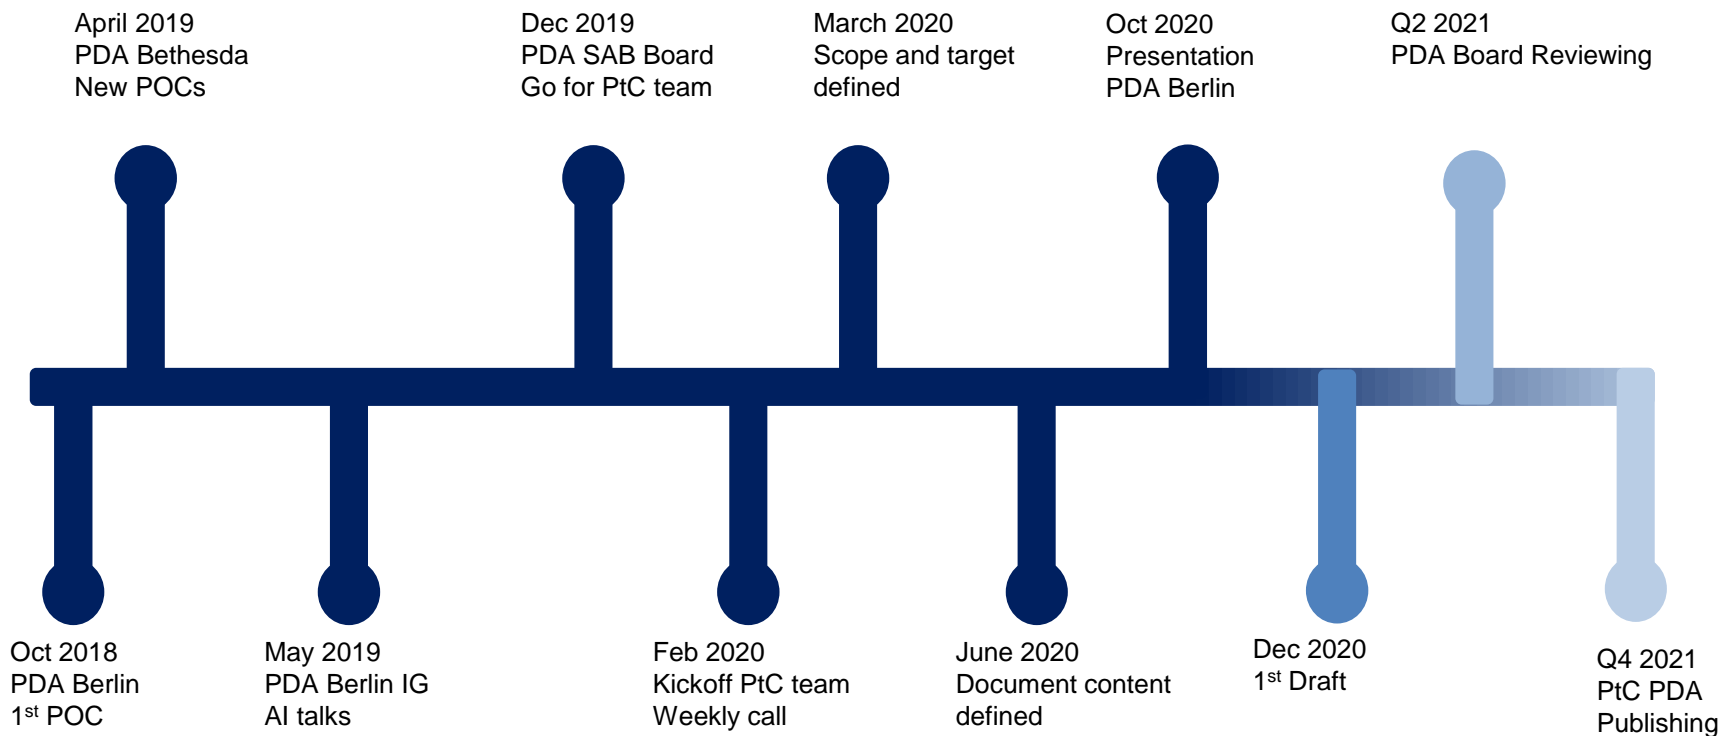 April 2019
PDA Bethesda
New POCs
Dec 2019
PDA SAB Board
Go for PtC team
March 2020
Scope and target
defined
Oct 2020
Presentation
PDA Berlin
Q2 2021
PDA Board Reviewing
Oct 2018
PDA Berlin
1st POC
May 2019
PDA Berlin IG
AI talks
Feb 2020
Kickoff PtC team
Weekly call
June 2020
Document content
defined
Dec 2020
1st Draft
Q4 2021
PtC PDA
Publishing